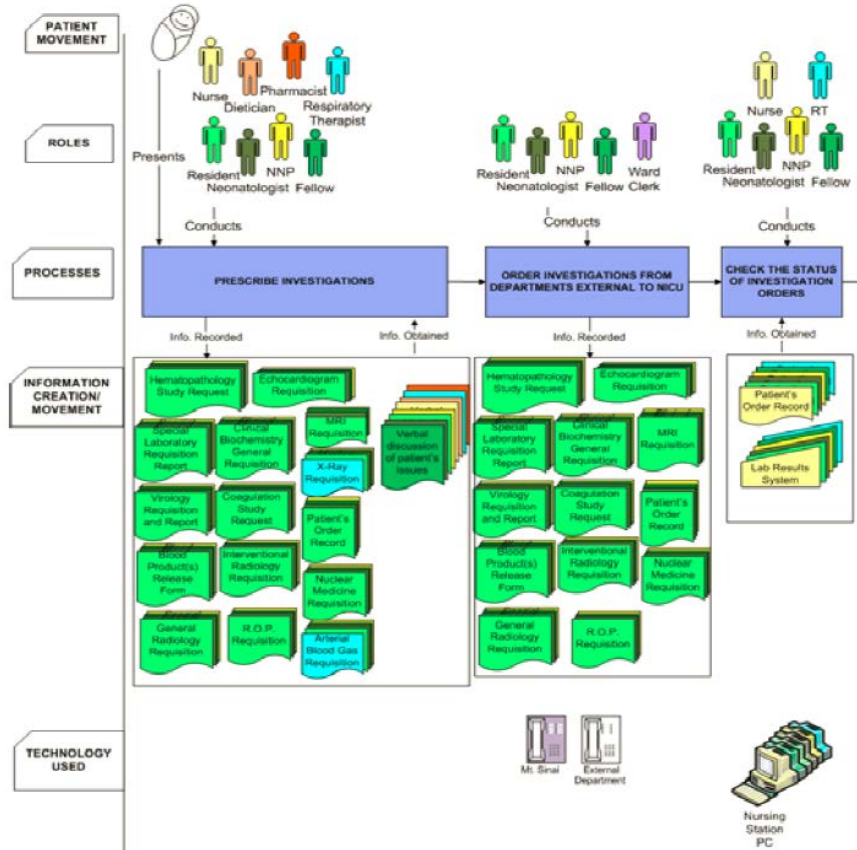 PATIENT
MOVEMENT
Nurse
Dietician
Pharmacist
Respiratory
Therapist
Nurse
RT
ROLES
Presents
Resident
Neonatologist
NNP
Fellow
Resident
Neonatologist
NNP
Fellow
Ward
Clerk
Resident
Neonatologist
NNP
Fellow
Conducts
Conducts
Conducts
PROCESSES
PRESCRIBE INVESTIGATIONS
ORDER INVESTIGATIONS FROM
DEPARTMENTS EXTERNAL TO NICU
CHECK THE STATUS
OF INVESTIGATION
ORDERS
Info. Recorded
Info. Obtained
Info. Recorded
Info. Obtained
INFORMATION
CREATION/
MOVEMENT
Hematopathology
Study Request
Echocardiogram
Requisition
Special
Laboratory
Requisition
Report
Clinical
Biochemistry
General
Requisition
MRI
Requisition
X-Ray
Requisition
Verbal
discussion of
patient's
issues
Virology
Requisition
and Report
Coagulation
Study
Request
Patient's
Order
Record
Blood
Product(s)
Release
Form
Interventional
Radiology
Requisition
Nuclear
Medicine
Requisition
General
Radiology
Requisition
R.O.P.
Requisition
Arterial
Blood Gas
Requisition
Hematopathology
Study Request
Echocardiogram
Requisition
Special
Laboratory
Requisition
Report
Clinical
Biochemistry
General
Requisition
MRI
Requisition
Virology
Requisition
and Report
Coagulation
Study
Request
Patient's
Order
Record
Blood
Product(s)
Release
Form
Interventional
Radiology
Requisition
Nuclear
Medicine
Requisition
General
Radiology
Requisition
R.O.P.
Requisition
Patient's
Order Record
Lab Results
System
TECHNOLOGY
USED
Mt. Sinai
External
Department
Nursing
Station
PC